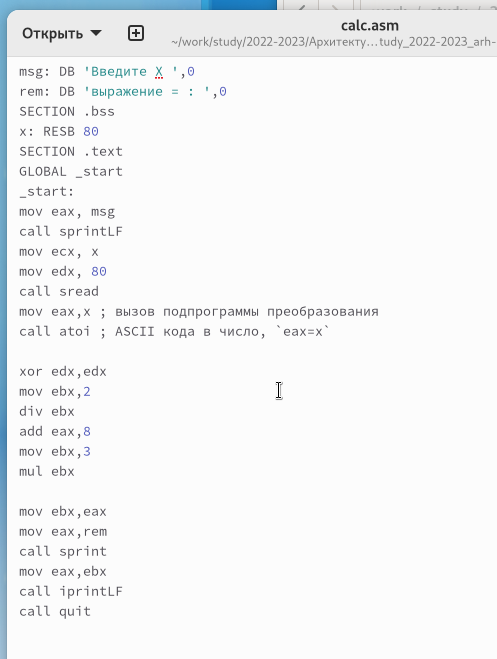 calc.asm
Открыть
~/work/study/2022-2023/Архитекту…tudy_2022-2023_arh-
msg: DB 'Введите X ',0
rem: DB 'выражение = : ',0
SECTION .bss
x: RESB 80
SECTION .text
GLOBAL _start
_start:
mov eax, msg
call sprintLF
mov ecx, x
mov edx, 80
call sread
mov eax,x ; вызов подпрограммы преобразования
call atoi ; ASCII кода в число, `eax=x`
xor edx,edx
mov ebx,2
div ebx
add eax,8
mov ebx,3
mul ebx
mov ebx,eax
mov eax,rem
call sprint
mov eax,ebx
call iprintLF
call quit